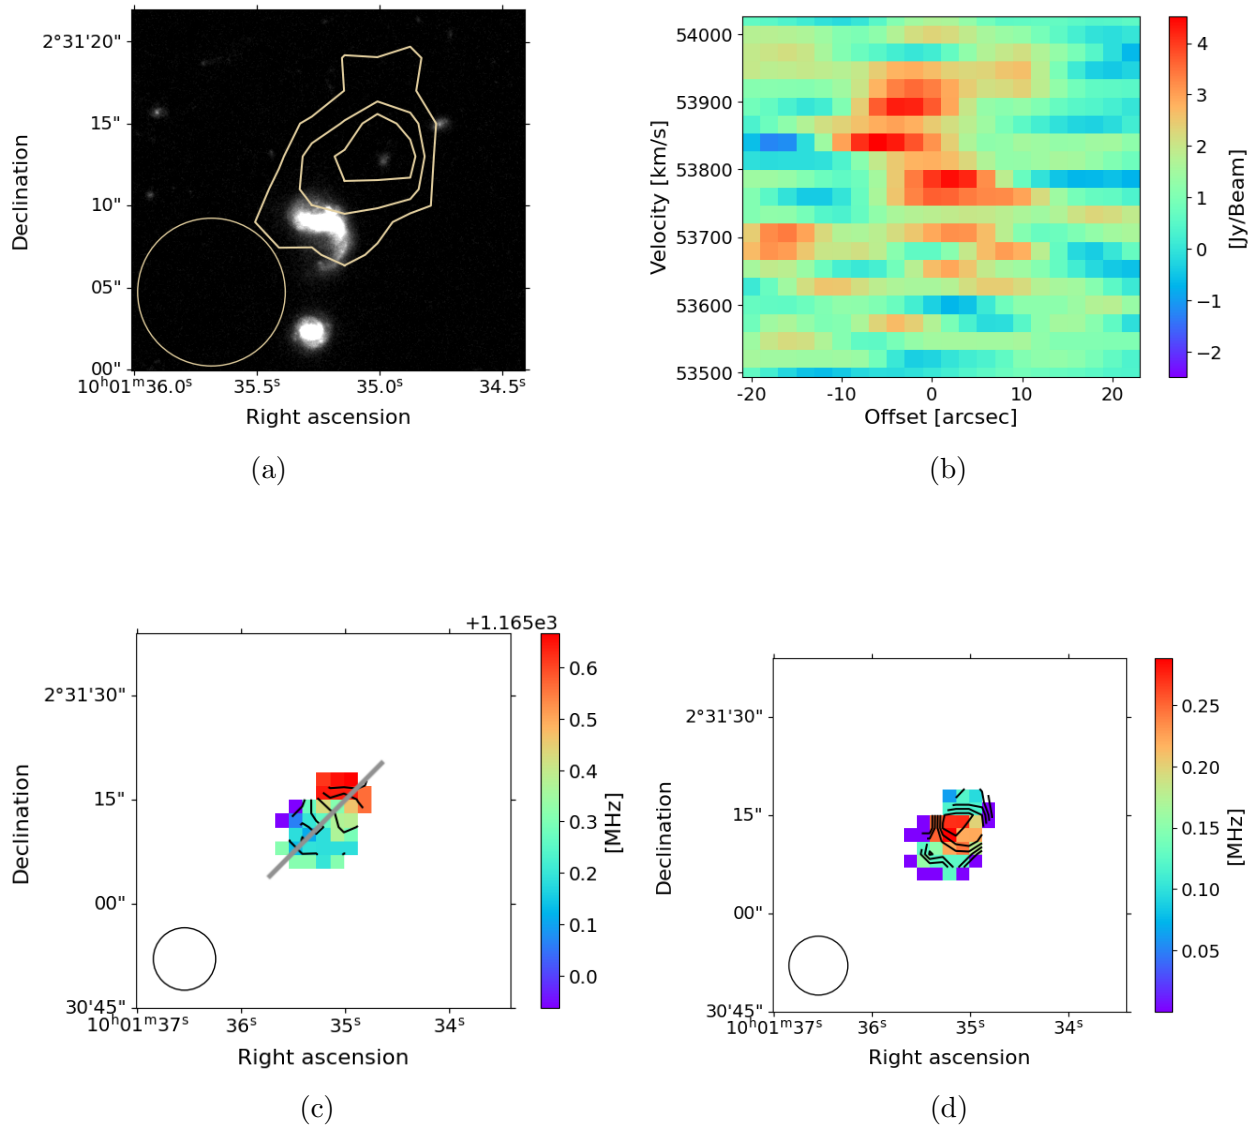 2°31'20"
15"
10"
05"
00"
Declination
10ʰ01ᵐ36.0ˢ 35.5ˢ 35.0ˢ 34.5ˢ
Right ascension
(a)
54000
53900
53800
53700
53600
53500
Velocity [km/s]
-20 -10 0 10 20
Offset [arcsec]
4
3
2
1
0
−1
−2
[Jy/Beam]
(b)
+1.165e3
2°31'30"
15"
00"
30'45"
Declination
10ʰ01ᵐ37ˢ 36ˢ 35ˢ 34ˢ
Right ascension
0.6
0.5
0.4
0.3
0.2
0.1
0.0
[MHz]
(c)
2°31'30"
15"
00"
30'45"
Declination
10ʰ01ᵐ37ˢ 36ˢ 35ˢ 34ˢ
Right ascension
0.25
0.20
0.15
0.10
0.05
[MHz]
(d)